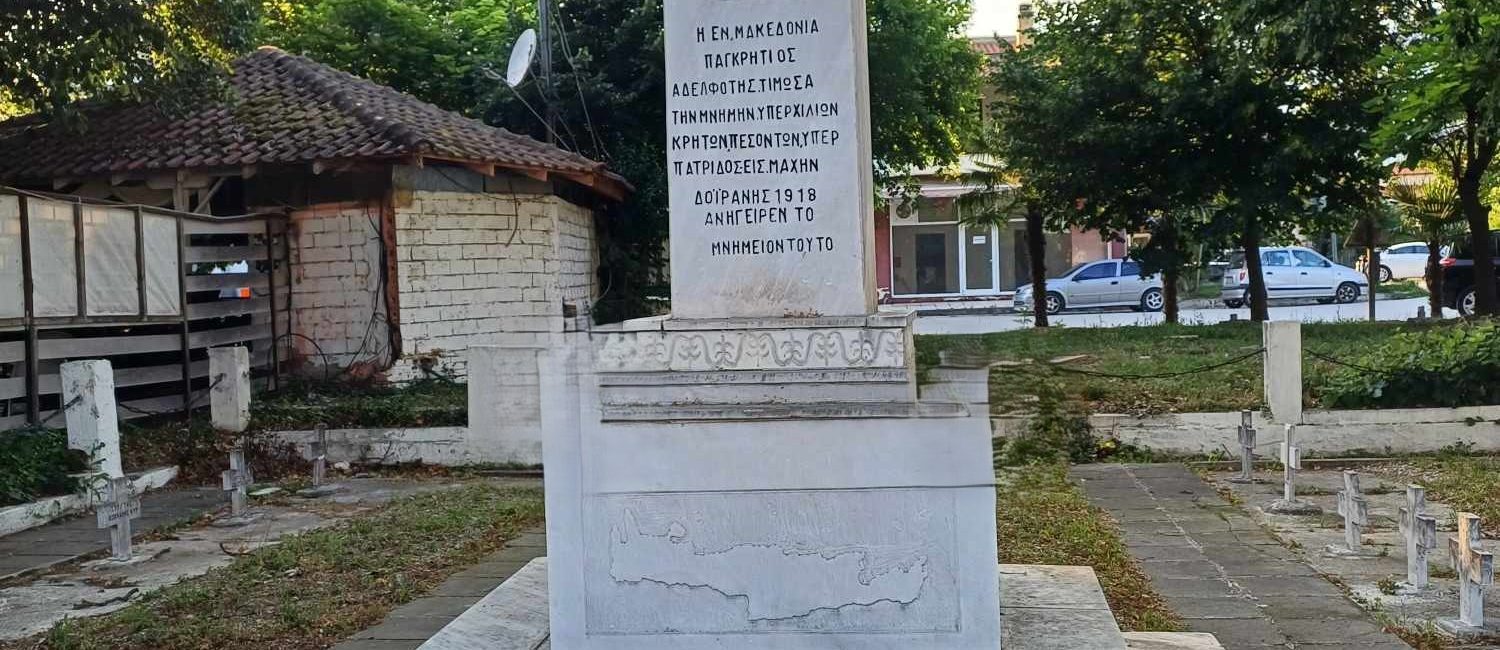 Η ΕΝ, ΜΑΚΕΔΟΝΙΑ
ΠΑΓΚΡΗΤΙΟΣ
ΑΔΕΛΦΟΤΗΣ. ΤΙΜΩΣΑ
ΤΗΝ ΜΝΗΜΗΝ. ΥΠΕΡΧΙΛΙΩΝ
ΚΡΗΤΩΝ, ΠΕΣΟΝΤΩΝ, ΥΠΕΡ
ΠΑΤΡΙΔΟΣ ΕΙΣ. ΜΑΧΗΝ
ΔΟΪΡΑΝΗΣ 1918
ΑΝΗΓΕΙΡΕΝ ΤΟ
ΜΝΗΜΕΙΟΝ ΤΟΥΤΟ